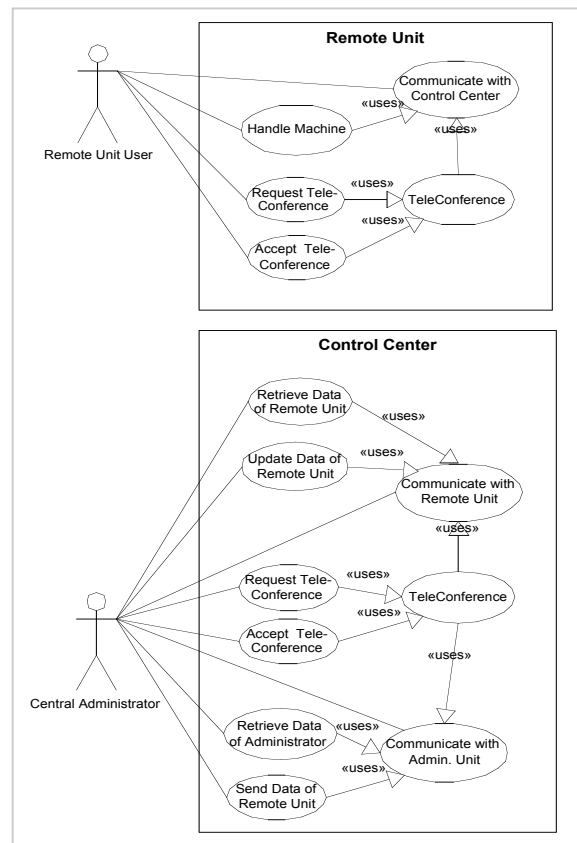 Remote Unit
Communicate with
Control Center
«uses»
Handle Machine
«uses»
Remote Unit User
«uses»
Request Tele-
Conference
TeleConference
«uses»
Accept Tele-
Conference
Control Center
Retrieve Data
of Remote Unit
«uses»
«uses»
Update Data of
Remote Unit
Communicate with
Remote Unit
«uses»
Request Tele-
Conference
«uses»
TeleConference
«uses»
Accept Tele-
Conference
«uses»
Central Administrator
Retrieve Data
of Administrator
«uses»
Communicate with
Admin. Unit
«uses»
Send Data of
Remote Unit